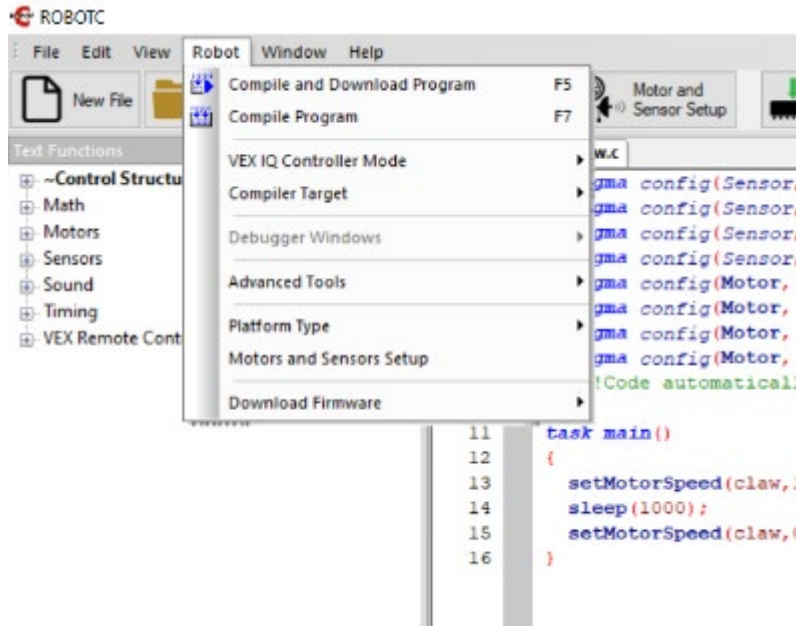 ROBOTC
File Edit View Robot Window Help
New File
Motor and
Sensor Setup
Compile and Download Program F5
Compile Program F7
VEX IQ Controller Mode
Compiler Target
Debugger Windows
Advanced Tools
Platform Type
Motors and Sensors Setup
Download Firmware
Text Functions
~Control Structu
Math
Motors
Sensors
Sound
Timing
VEX Remote Cont
w.c
gma config(Sensor,
gma config(Sensor,
gma config(Sensor,
gma config(Sensor,
gma config(Motor,
gma config(Motor,
gma config(Motor,
gma config(Motor,
!Code automaticall
11 task main()
12 {
13 setMotorSpeed(claw,
14 sleep(1000);
15 setMotorSpeed(claw,
16 }